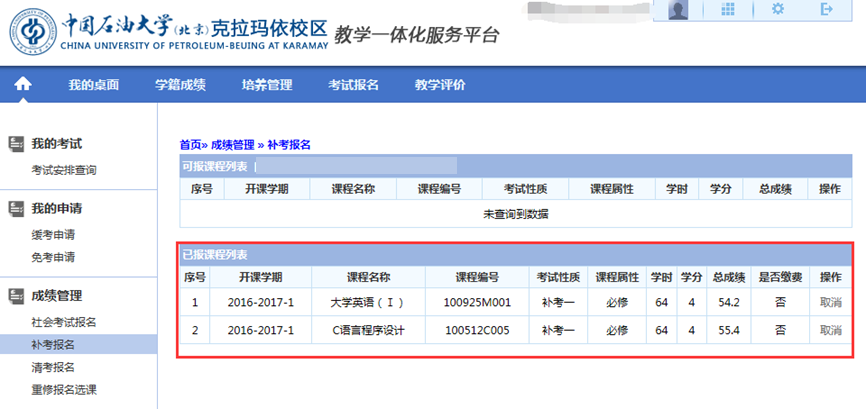 中国石油大学(北京)克拉玛依校区
CHINA UNIVERSITY OF PETROLEUM-BEIJING AT KARAMAY
教学一体化服务平台
我的桌面 学籍成绩 培养管理 考试报名 教学评价
我的考试
考试安排查询
我的申请
缓考申请
免考申请
成绩管理
社会考试报名
补考报名
清考报名
重修报名选课
首页» 成绩管理 » 补考报名
可报课程列表 |
序号 开课学期 课程名称 课程编号 考试性质 课程属性 学时 学分 总成绩 操作
未查询到数据
已报课程列表
序号 开课学期 课程名称 课程编号 考试性质 课程属性 学时 学分 总成绩 是否缴费 操作
1 2016-2017-1 大学英语（Ⅰ） 100925M001 补考一 必修 64 4 54.2 否 取消
2 2016-2017-1 C语言程序设计 100512C005 补考一 必修 64 4 55.4 否 取消